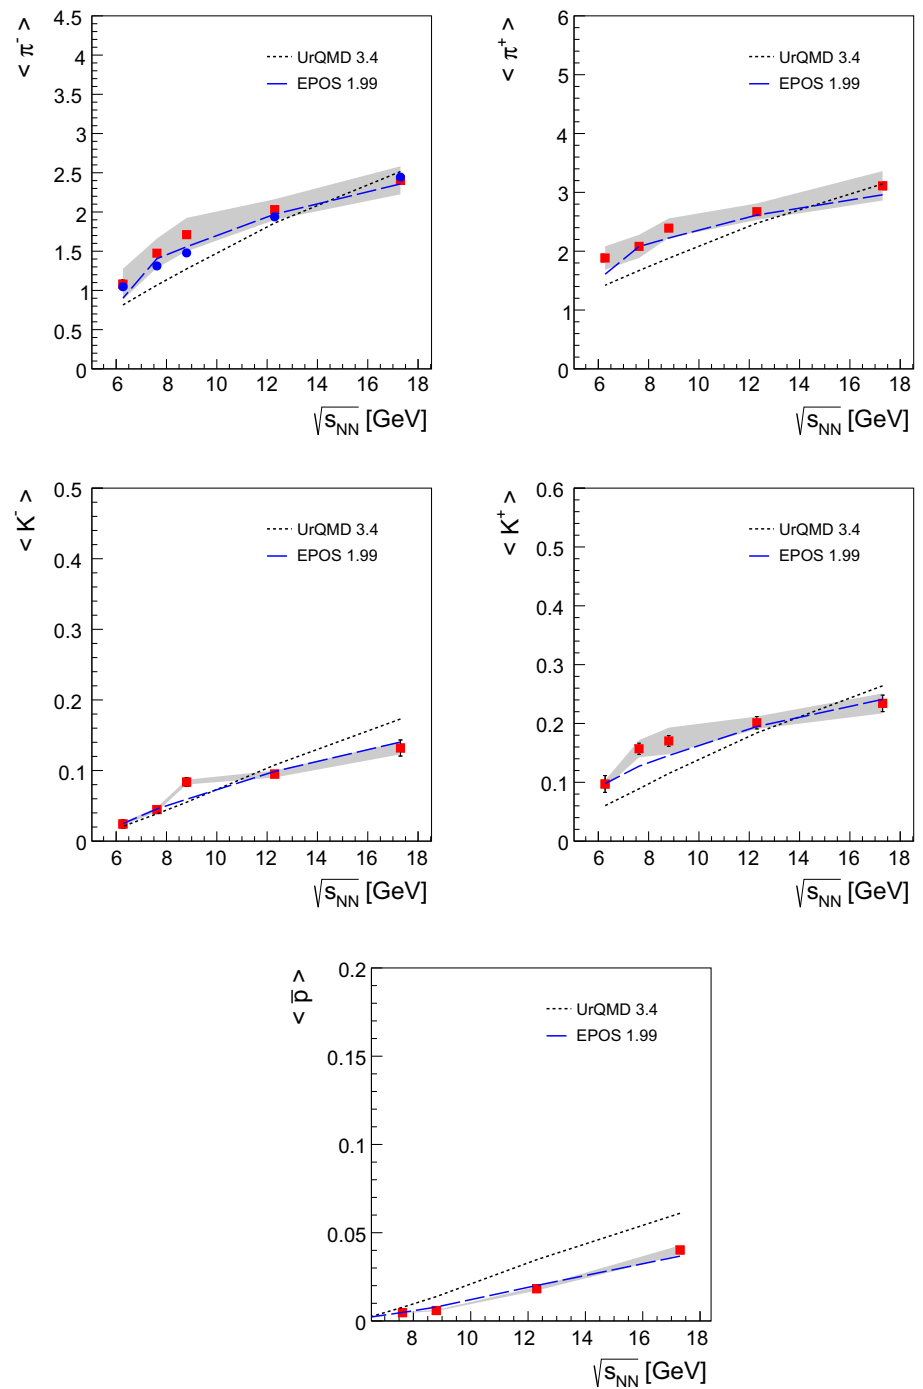 < π⁻ >
4.5
4
3.5
3
2.5
2
1.5
1
0.5
0
UrQMD 3.4
EPOS 1.99
6 8 10 12 14 16 18
√s_NN [GeV]
< π⁺ >
6
5
4
3
2
1
0
UrQMD 3.4
EPOS 1.99
6 8 10 12 14 16 18
√s_NN [GeV]
< K⁻ >
0.5
0.4
0.3
0.2
0.1
0
UrQMD 3.4
EPOS 1.99
6 8 10 12 14 16 18
√s_NN [GeV]
< K⁺ >
0.6
0.5
0.4
0.3
0.2
0.1
0
UrQMD 3.4
EPOS 1.99
6 8 10 12 14 16 18
√s_NN [GeV]
< p̅ >
0.2
0.15
0.1
0.05
0
UrQMD 3.4
EPOS 1.99
8 10 12 14 16 18
√s_NN [GeV]